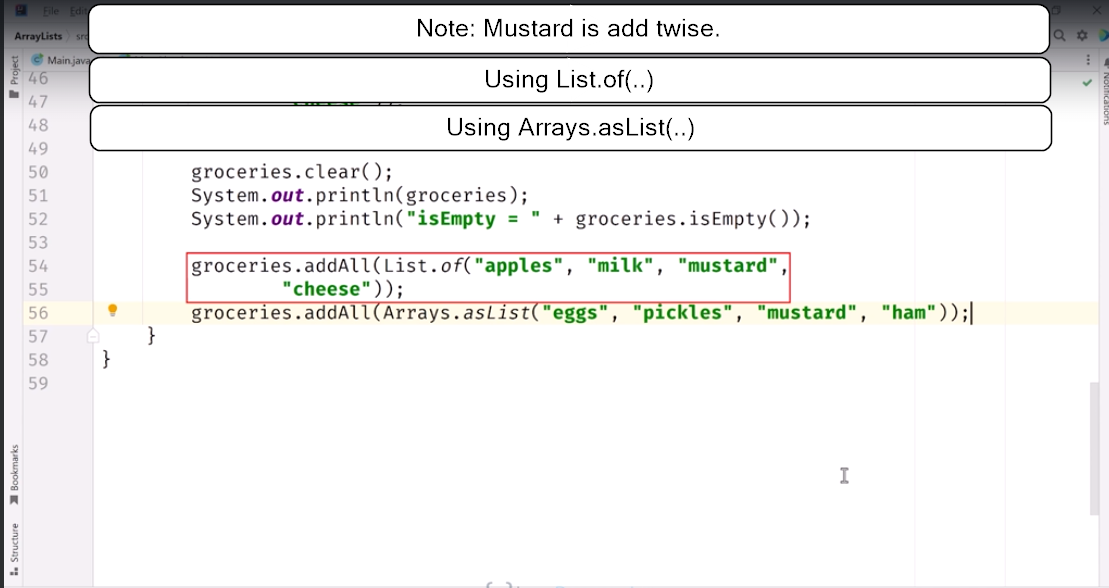 File Edit
Note: Mustard is add twise.
ArrayLists src
Using List.of(..)
Main.java
Project
Notifications
46
47
Using Arrays.asList(..)
48
49
50 groceries.clear();
51 System.out.println(groceries);
52 System.out.println("isEmpty = " + groceries.isEmpty());
53
54 groceries.addAll(List.of("apples", "milk", "mustard",
55 "cheese"));
56 groceries.addAll(Arrays.asList("eggs", "pickles", "mustard", "ham"));
57 }
58 }
59
Bookmarks
Structure